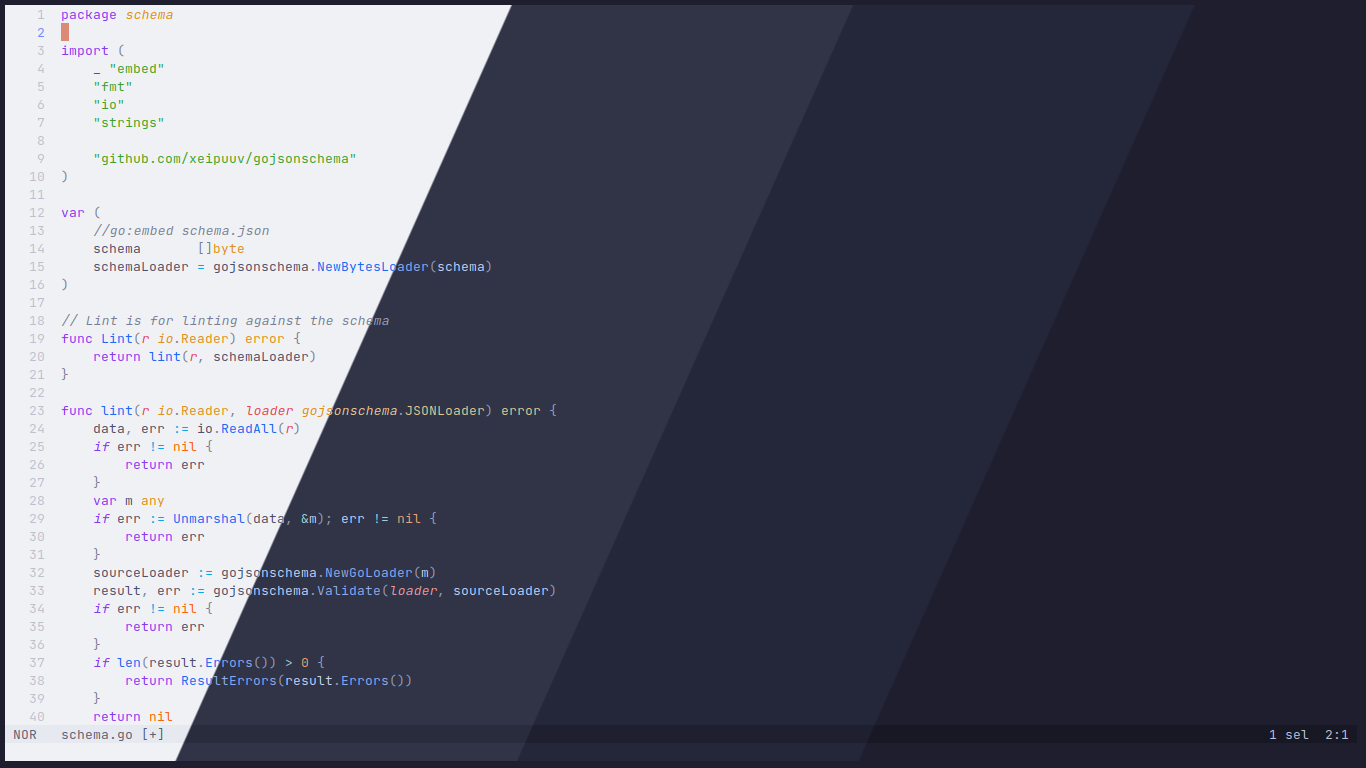 1 package schema
2
3 import (
4     _ "embed"
5     "fmt"
6     "io"
7     "strings"
8
9     "github.com/xeipuuv/gojsonschema"
10 )
11
12 var (
13     //go:embed schema.json
14     schema       []byte
15     schemaLoader = gojsonschema.NewBytesLoader(schema)
16 )
17
18 // Lint is for linting against the schema
19 func Lint(r io.Reader) error {
20     return lint(r, schemaLoader)
21 }
22
23 func lint(r io.Reader, loader gojsonschema.JSONLoader) error {
24     data, err := io.ReadAll(r)
25     if err != nil {
26         return err
27     }
28     var m any
29     if err := Unmarshal(data, &m); err != nil {
30         return err
31     }
32     sourceLoader := gojsonschema.NewGoLoader(m)
33     result, err := gojsonschema.Validate(loader, sourceLoader)
34     if err != nil {
35         return err
36     }
37     if len(result.Errors()) > 0 {
38         return ResultErrors(result.Errors())
39     }
40     return nil
NOR   schema.go [+]   1 sel  2:1